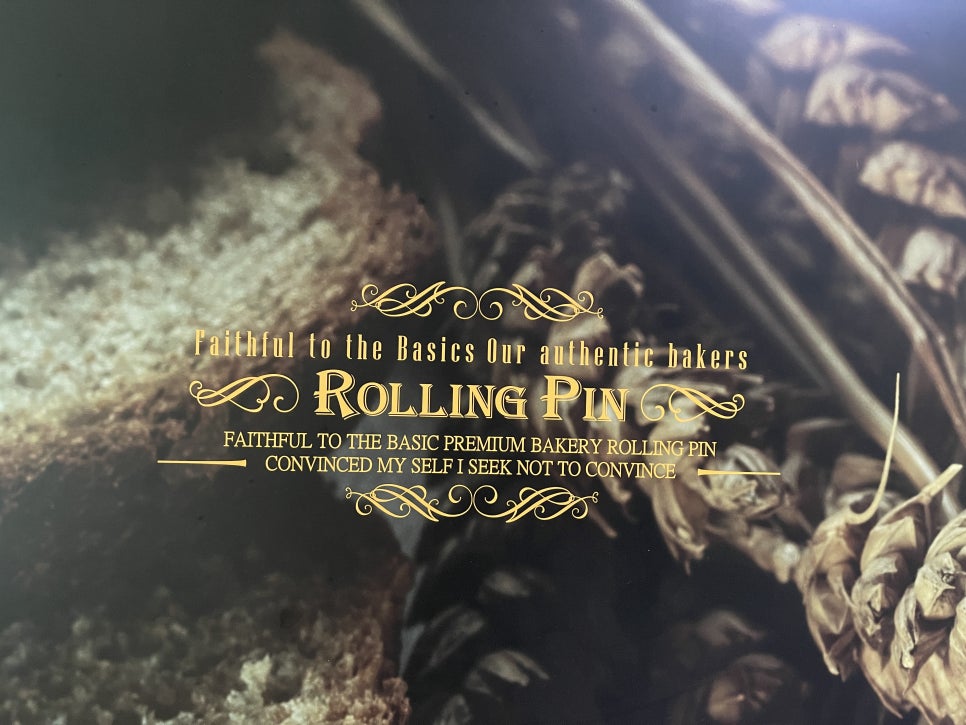 Faithful to the Basics Our authentic bakers
ROLLING PIN
FAITHFUL TO THE BASIC PREMIUM BAKERY ROLLING PIN
CONVINCED MY SELF I SEEK NOT TO CONVINCE